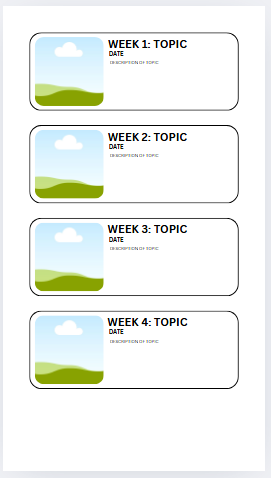 WEEK 1: TOPIC
DATE
DESCRIPTION OF TOPIC
WEEK 2: TOPIC
DATE
DESCRIPTION OF TOPIC
WEEK 3: TOPIC
DATE
DESCRIPTION OF TOPIC
WEEK 4: TOPIC
DATE
DESCRIPTION OF TOPIC